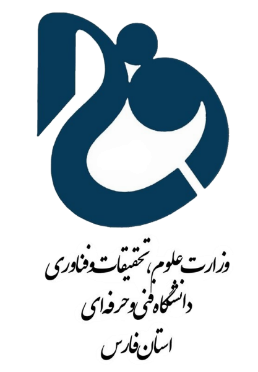 وزارت علوم، تحقیقات و فناوری
دانشگاه فنی و حرفه‌ای
استان فارس